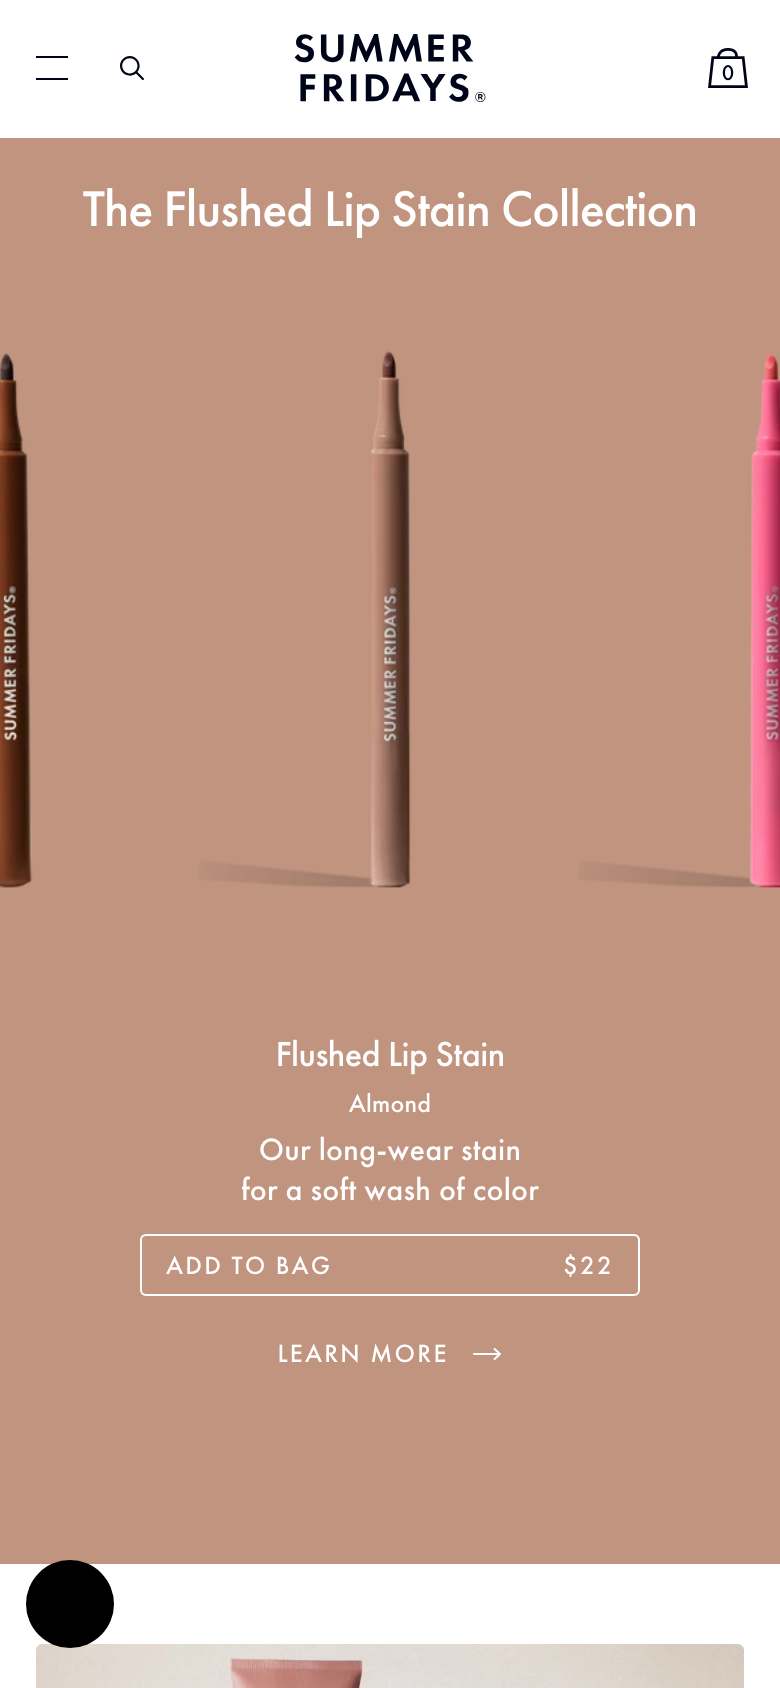 SUMMER
FRIDAYS®
0
The Flushed Lip Stain Collection
SUMMER FRIDAYS®
SUMMER FRIDAYS®
SUMMER FRIDAYS®
Flushed Lip Stain
Almond
Our long-wear stain
for a soft wash of color
ADD TO BAG $22
LEARN MORE